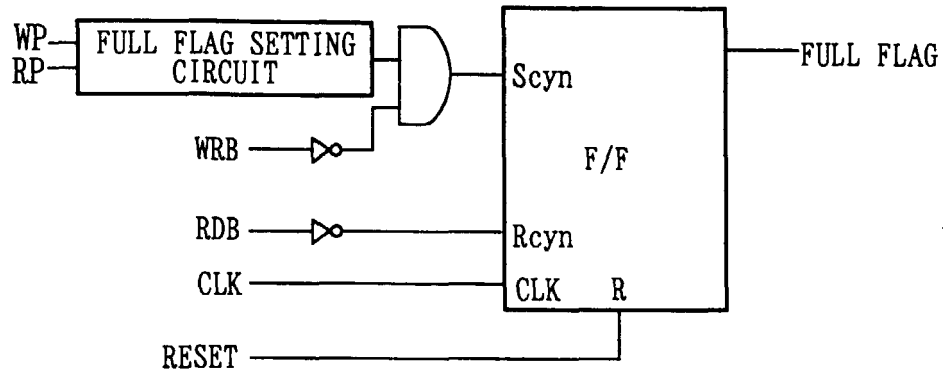 WP
RP
FULL FLAG SETTING
CIRCUIT
WRB
RDB
CLK
RESET
Scyn
F/F
Rcyn
CLK
R
FULL FLAG